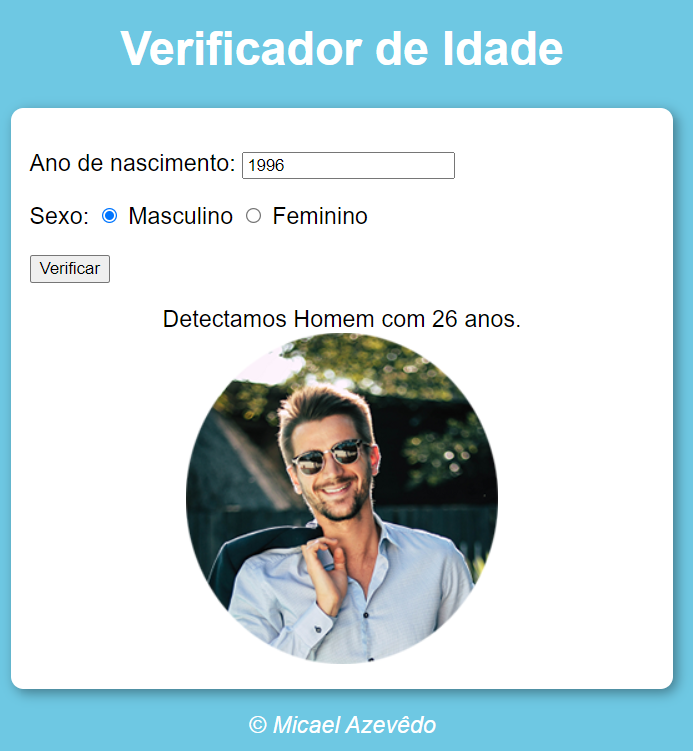 Verificador de Idade
Ano de nascimento: 1996
Sexo: Masculino Feminino
Verificar
Detectamos Homem com 26 anos.
© Micael Azevêdo